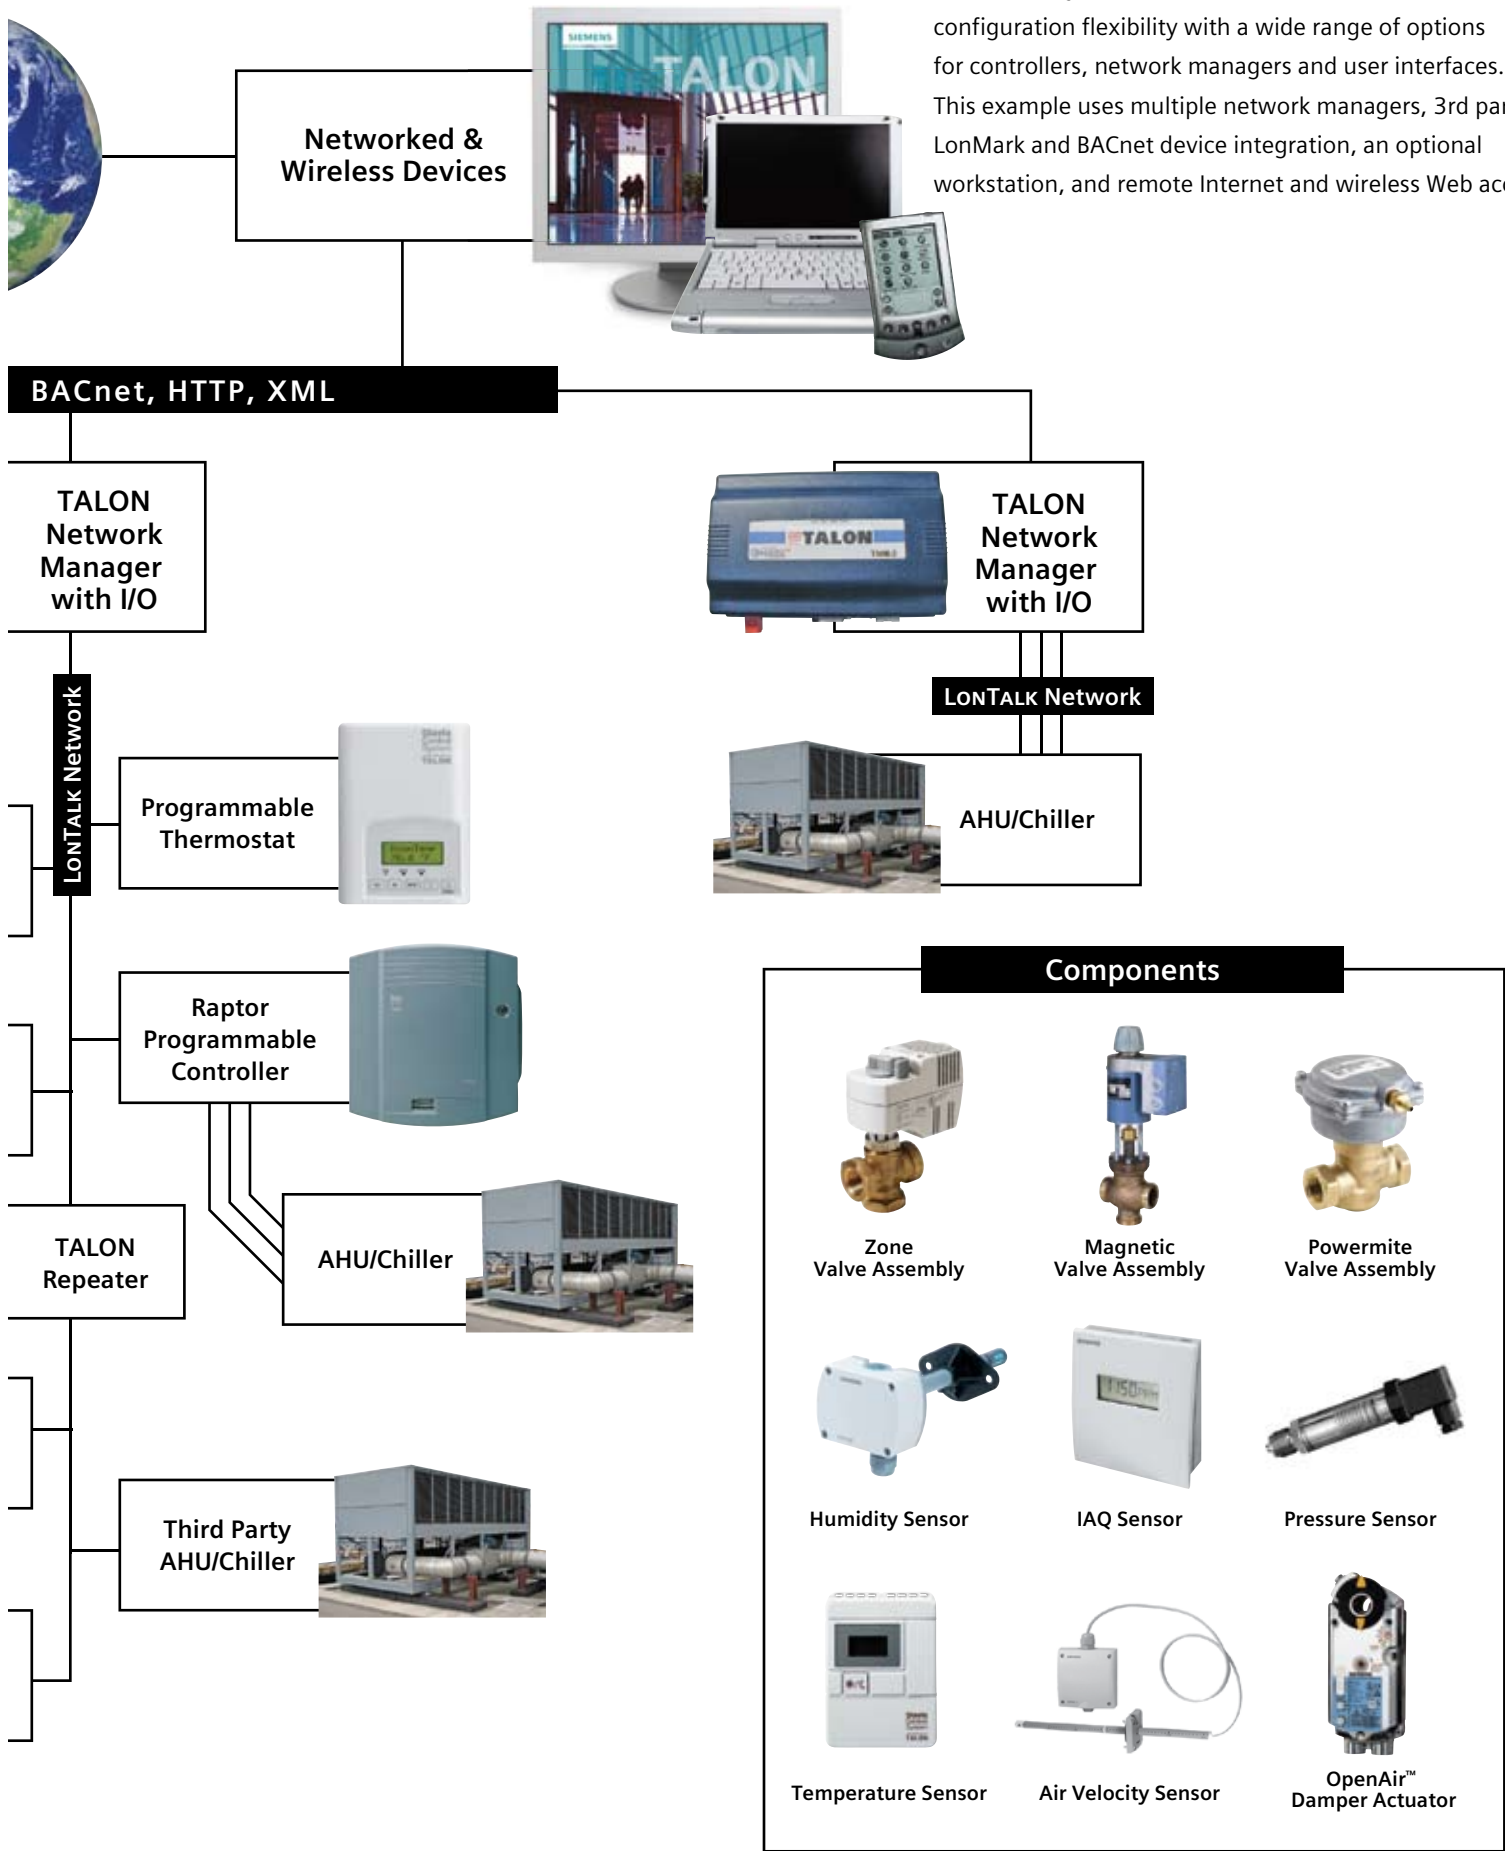 configuration flexibility with a wide range of options
for controllers, network managers and user interfaces.
This example uses multiple network managers, 3rd par
LonMark and BACnet device integration, an optional
workstation, and remote Internet and wireless Web acc
SIEMENS
TALON
Networked &
Wireless Devices
BACnet, HTTP, XML
TALON
Network
Manager
with I/O
TALON
TALON
Network
Manager
with I/O
LONTALK Network
LONTALK Network
Programmable
Thermostat
AHU/Chiller
Raptor
Programmable
Controller
AHU/Chiller
TALON
Repeater
Third Party
AHU/Chiller
Components
Zone
Valve Assembly
Magnetic
Valve Assembly
Powermite
Valve Assembly
1150
Humidity Sensor
IAQ Sensor
Pressure Sensor
Temperature Sensor
Air Velocity Sensor
OpenAir™
Damper Actuator